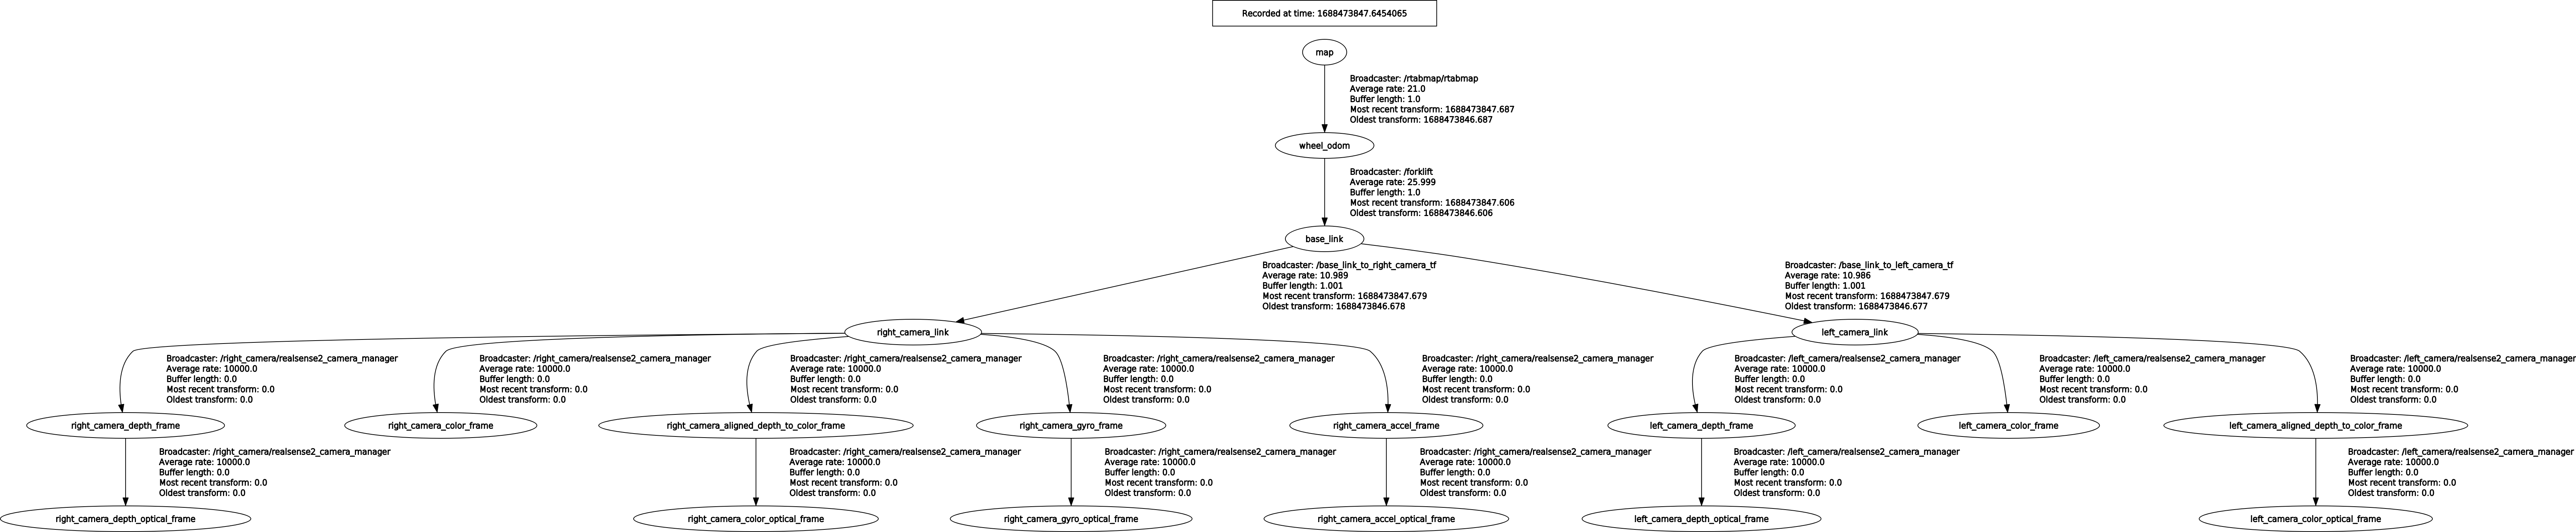 Recorded at time: 1688473847.6454065
map
Broadcaster: /rtabmap/rtabmap
Average rate: 21.0
Buffer length: 1.0
Most recent transform: 1688473847.687
Oldest transform: 1688473846.687
wheel_odom
Broadcaster: /forklift
Average rate: 25.999
Buffer length: 1.0
Most recent transform: 1688473847.606
Oldest transform: 1688473846.606
base_link
Broadcaster: /base_link_to_right_camera_tf
Average rate: 10.989
Buffer length: 1.001
Most recent transform: 1688473847.679
Oldest transform: 1688473846.678
Broadcaster: /base_link_to_left_camera_tf
Average rate: 10.986
Buffer length: 1.001
Most recent transform: 1688473847.679
Oldest transform: 1688473846.677
right_camera_link
left_camera_link
Broadcaster: /right_camera/realsense2_camera_manager
Average rate: 10000.0
Buffer length: 0.0
Most recent transform: 0.0
Oldest transform: 0.0
Broadcaster: /right_camera/realsense2_camera_manager
Average rate: 10000.0
Buffer length: 0.0
Most recent transform: 0.0
Oldest transform: 0.0
Broadcaster: /right_camera/realsense2_camera_manager
Average rate: 10000.0
Buffer length: 0.0
Most recent transform: 0.0
Oldest transform: 0.0
Broadcaster: /right_camera/realsense2_camera_manager
Average rate: 10000.0
Buffer length: 0.0
Most recent transform: 0.0
Oldest transform: 0.0
Broadcaster: /right_camera/realsense2_camera_manager
Average rate: 10000.0
Buffer length: 0.0
Most recent transform: 0.0
Oldest transform: 0.0
Broadcaster: /left_camera/realsense2_camera_manager
Average rate: 10000.0
Buffer length: 0.0
Most recent transform: 0.0
Oldest transform: 0.0
Broadcaster: /left_camera/realsense2_camera_manager
Average rate: 10000.0
Buffer length: 0.0
Most recent transform: 0.0
Oldest transform: 0.0
Broadcaster: /left_camera/realsense2_camera_manager
Average rate: 10000.0
Buffer length: 0.0
Most recent transform: 0.0
Oldest transform: 0.0
right_camera_depth_frame
right_camera_color_frame
right_camera_aligned_depth_to_color_frame
right_camera_gyro_frame
right_camera_accel_frame
left_camera_depth_frame
left_camera_color_frame
left_camera_aligned_depth_to_color_frame
Broadcaster: /right_camera/realsense2_camera_manager
Average rate: 10000.0
Buffer length: 0.0
Most recent transform: 0.0
Oldest transform: 0.0
Broadcaster: /right_camera/realsense2_camera_manager
Average rate: 10000.0
Buffer length: 0.0
Most recent transform: 0.0
Oldest transform: 0.0
Broadcaster: /right_camera/realsense2_camera_manager
Average rate: 10000.0
Buffer length: 0.0
Most recent transform: 0.0
Oldest transform: 0.0
Broadcaster: /right_camera/realsense2_camera_manager
Average rate: 10000.0
Buffer length: 0.0
Most recent transform: 0.0
Oldest transform: 0.0
Broadcaster: /left_camera/realsense2_camera_manager
Average rate: 10000.0
Buffer length: 0.0
Most recent transform: 0.0
Oldest transform: 0.0
Broadcaster: /left_camera/realsense2_camera_manager
Average rate: 10000.0
Buffer length: 0.0
Most recent transform: 0.0
Oldest transform: 0.0
right_camera_depth_optical_frame
right_camera_color_optical_frame
right_camera_gyro_optical_frame
right_camera_accel_optical_frame
left_camera_depth_optical_frame
left_camera_color_optical_frame